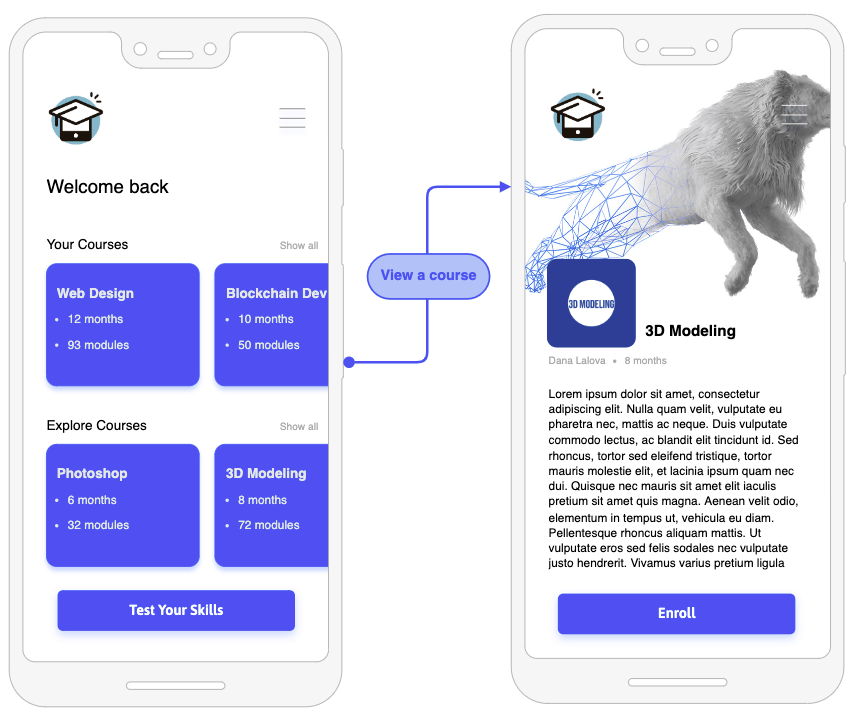 Welcome back
Your Courses Show all
Web Design
• 12 months
• 93 modules
Blockchain Dev
• 10 months
• 50 modules
Explore Courses Show all
Photoshop
• 6 months
• 32 modules
3D Modeling
• 8 months
• 72 modules
Test Your Skills
View a course
3D MODELING
3D Modeling
Dana Lalova • 8 months
Lorem ipsum dolor sit amet, consectetur
adipiscing elit. Nulla quam velit, vulputate eu
pharetra nec, mattis ac neque. Duis vulputate
commodo lectus, ac blandit elit tincidunt id. Sed
rhoncus, tortor sed eleifend tristique, tortor
mauris molestie elit, et lacinia ipsum quam nec
dui. Quisque nec mauris sit amet elit iaculis
pretium sit amet quis magna. Aenean velit odio,
elementum in tempus ut, vehicula eu diam.
Pellentesque rhoncus aliquam mattis. Ut
vulputate eros sed felis sodales nec vulputate
justo hendrerit. Vivamus varius pretium ligula
Enroll